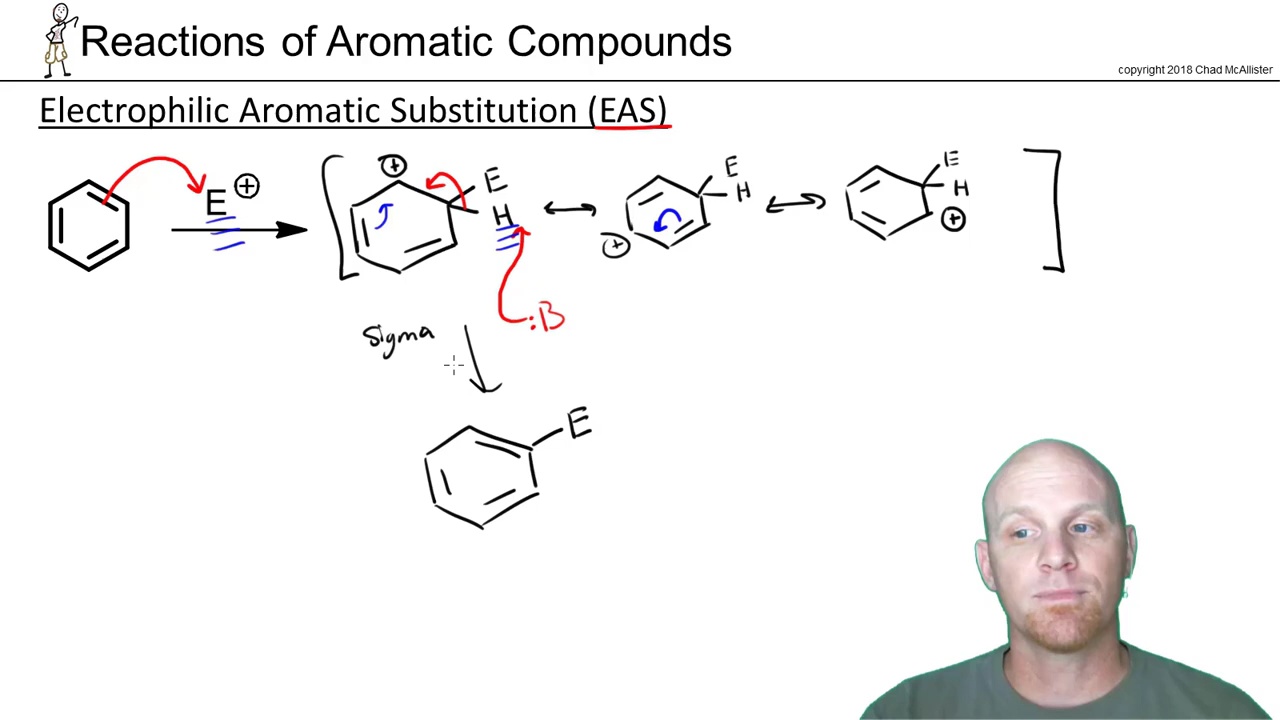 Reactions of Aromatic Compounds
copyright 2018 Chad McAllister
Electrophilic Aromatic Substitution (EAS)
E ⊕
⊕ E H
E H ⊕
E H ⊕
:B
Sigma
E